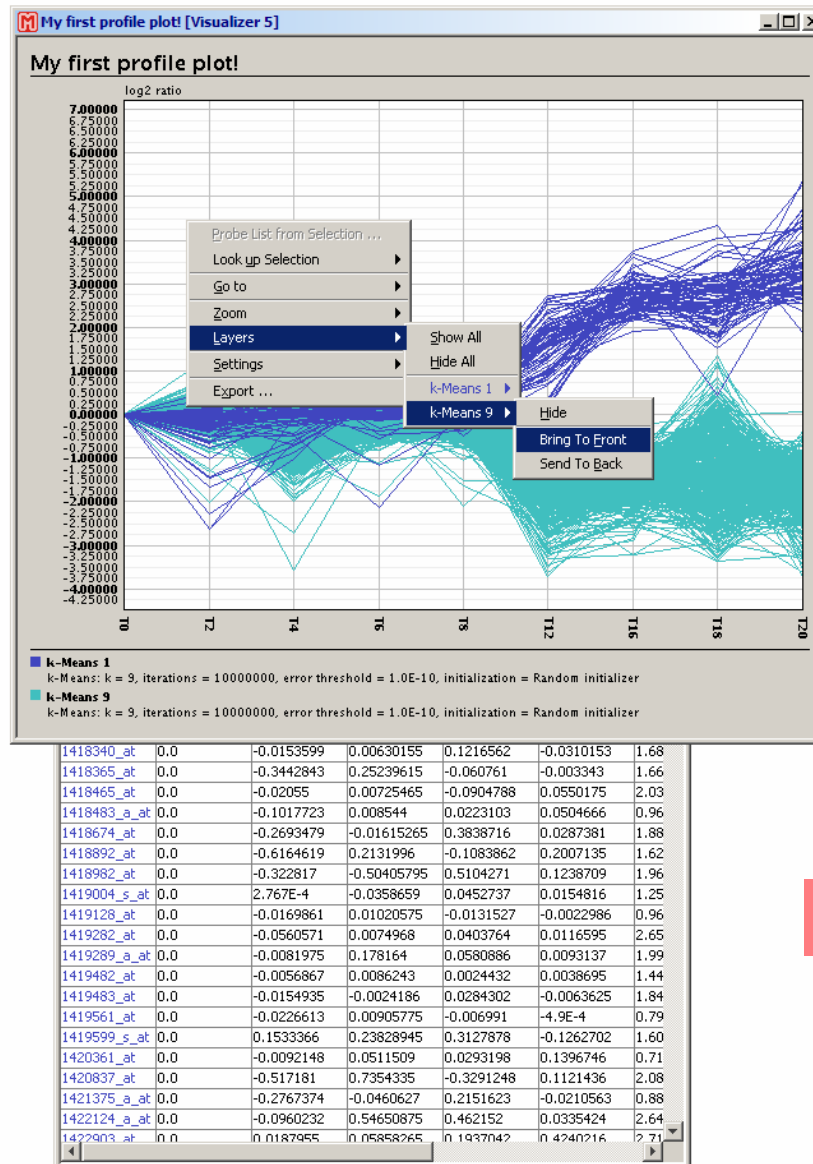 My first profile plot! [Visualizer 5]
My first profile plot!
log2 ratio
7.00000
6.75000
6.50000
6.25000
6.00000
5.75000
5.50000
5.25000
5.00000
4.75000
4.50000
4.25000
4.00000
3.75000
3.50000
3.25000
3.00000
2.75000
2.50000
2.25000
2.00000
1.75000
1.50000
1.25000
1.00000
0.75000
0.50000
0.25000
0.00000
-0.25000
-0.50000
-0.75000
-1.00000
-1.25000
-1.50000
-1.75000
-2.00000
-2.25000
-2.50000
-2.75000
-3.00000
-3.25000
-3.50000
-3.75000
-4.00000
-4.25000
Probe List from Selection ...
Look up Selection
Go to
Zoom
Layers
Settings
Export ...
Show All
Hide All
k-Means 1
k-Means 9
Hide
Bring To Front
Send To Back
T0 T2 T4 T6 T8 T12 T16 T18 T20
k-Means 1
k-Means: k = 9, iterations = 10000000, error threshold = 1.0E-10, initialization = Random initializer
k-Means 9
k-Means: k = 9, iterations = 10000000, error threshold = 1.0E-10, initialization = Random initializer
1418340_at 0.0 -0.0153599 0.00630155 0.1216562 -0.0310153 1.68
1418365_at 0.0 -0.3442843 0.25239615 -0.060761 -0.003343 1.66
1418465_at 0.0 -0.02055 0.00725465 -0.0904788 0.0550175 2.03
1418483_a_at 0.0 -0.1017723 0.008544 0.0223103 0.0504666 0.96
1418674_at 0.0 -0.2693479 -0.01615265 0.3838716 0.0287381 1.88
1418892_at 0.0 -0.6164619 0.2131996 -0.1083862 0.2007135 1.62
1418982_at 0.0 -0.322817 -0.50405795 0.5104271 0.1238709 1.96
1419004_s_at 0.0 2.767E-4 -0.0358659 0.0452737 0.0154816 1.25
1419128_at 0.0 -0.0169861 0.01020575 -0.0131527 -0.0022986 0.96
1419282_at 0.0 -0.0560571 0.0074968 0.0403764 0.0116595 2.65
1419289_a_at 0.0 -0.0081975 0.178164 0.0580886 0.0093137 1.99
1419482_at 0.0 -0.0056867 0.0086243 0.0024432 0.0038695 1.44
1419483_at 0.0 -0.0154935 -0.0024186 0.0284302 -0.0063625 1.84
1419561_at 0.0 -0.0226613 0.00905775 -0.006991 -4.9E-4 0.79
1419599_s_at 0.0 0.1533366 0.23828945 0.3127878 -0.1262702 1.60
1420361_at 0.0 -0.0092148 0.0511509 0.0293198 0.1396746 0.71
1420837_at 0.0 -0.517181 0.7354335 -0.3291248 0.1121436 2.08
1421375_a_at 0.0 -0.2767374 -0.0460627 0.2151623 -0.0210563 0.88
1422124_a_at 0.0 -0.0960232 0.54650875 0.462152 0.0335424 2.64
1422903_at 0.0 0.0187955 0.05858265 0.1937042 0.4240216 2.71